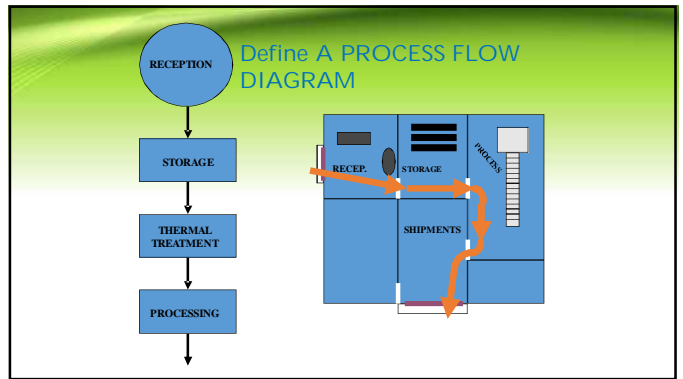 Define A PROCESS FLOW
DIAGRAM
RECEPTION
STORAGE
THERMAL
TREATMENT
PROCESSING
RECEP.
STORAGE
PROCESS
SHIPMENTS